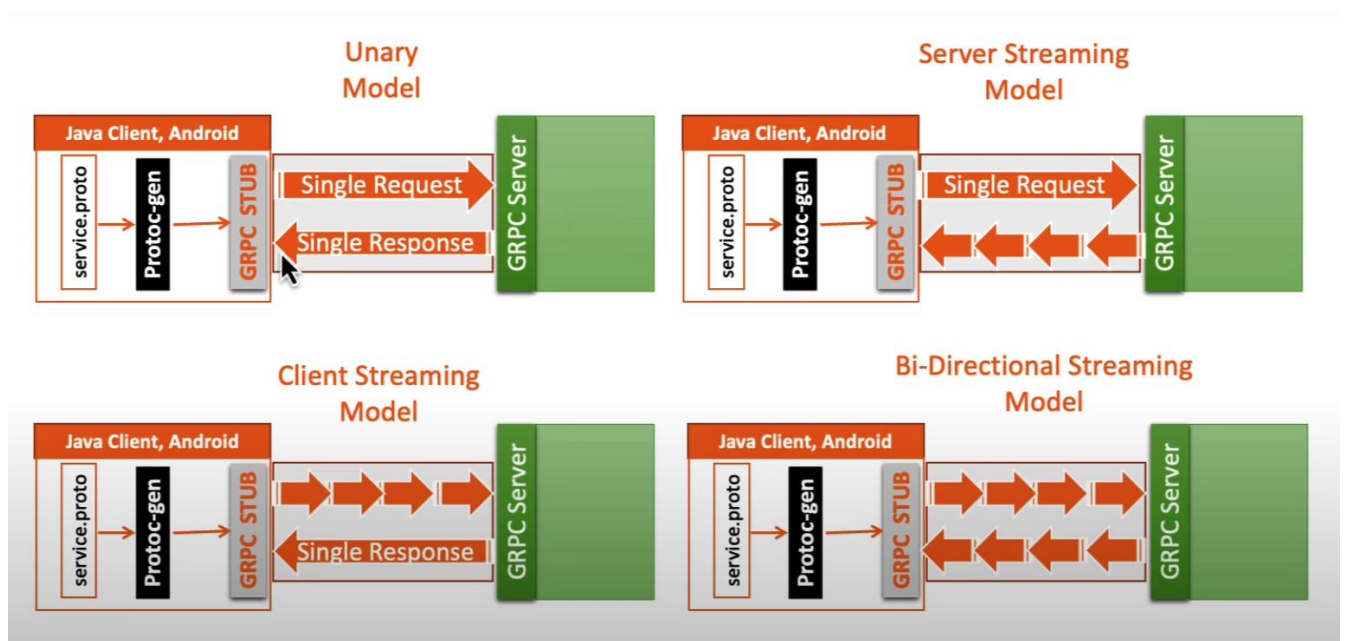 Unary
Model
Java Client, Android
service.proto
Protoc-gen
GRPC STUB
Single Request
Single Response
GRPC Server
Server Streaming
Model
Java Client, Android
service.proto
Protoc-gen
GRPC STUB
Single Request
GRPC Server
Client Streaming
Model
Java Client, Android
service.proto
Protoc-gen
GRPC STUB
Single Response
GRPC Server
Bi-Directional Streaming
Model
Java Client, Android
service.proto
Protoc-gen
GRPC STUB
GRPC Server